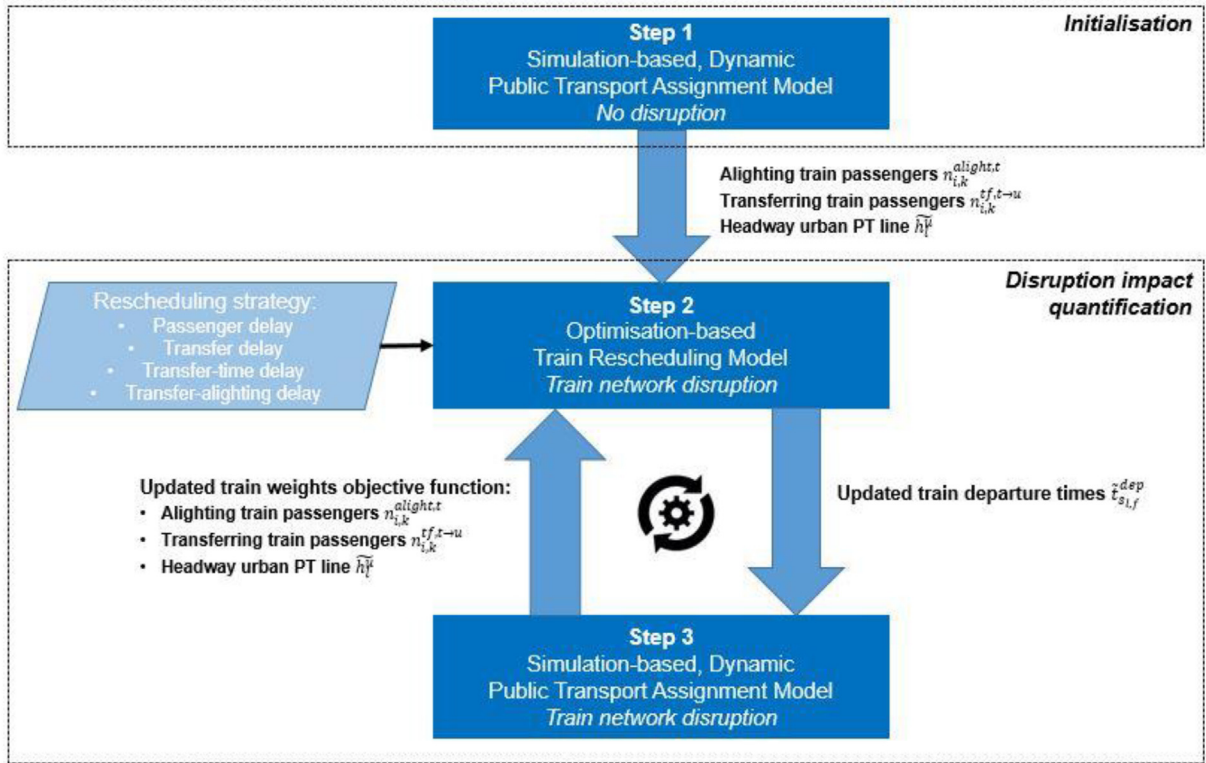 Initialisation
Step 1
Simulation-based, Dynamic
Public Transport Assignment Model
No disruption
Alighting train passengers n_{i,k}^{alight,t}
Transferring train passengers n_{i,k}^{tf,t→u}
Headway urban PT line
Disruption impact
quantification
Rescheduling strategy:
• Passenger delay
• Transfer delay
• Transfer-time delay
• Transfer-alighting delay
Step 2
Optimisation-based
Train Rescheduling Model
Train network disruption
Updated train weights objective function:
• Alighting train passengers n_{i,k}^{alight,t}
• Transferring train passengers n_{i,k}^{tf,t→u}
• Headway urban PT line
Updated train departure times t̃_{s_{l,f}}^{dep}
Step 3
Simulation-based, Dynamic
Public Transport Assignment Model
Train network disruption